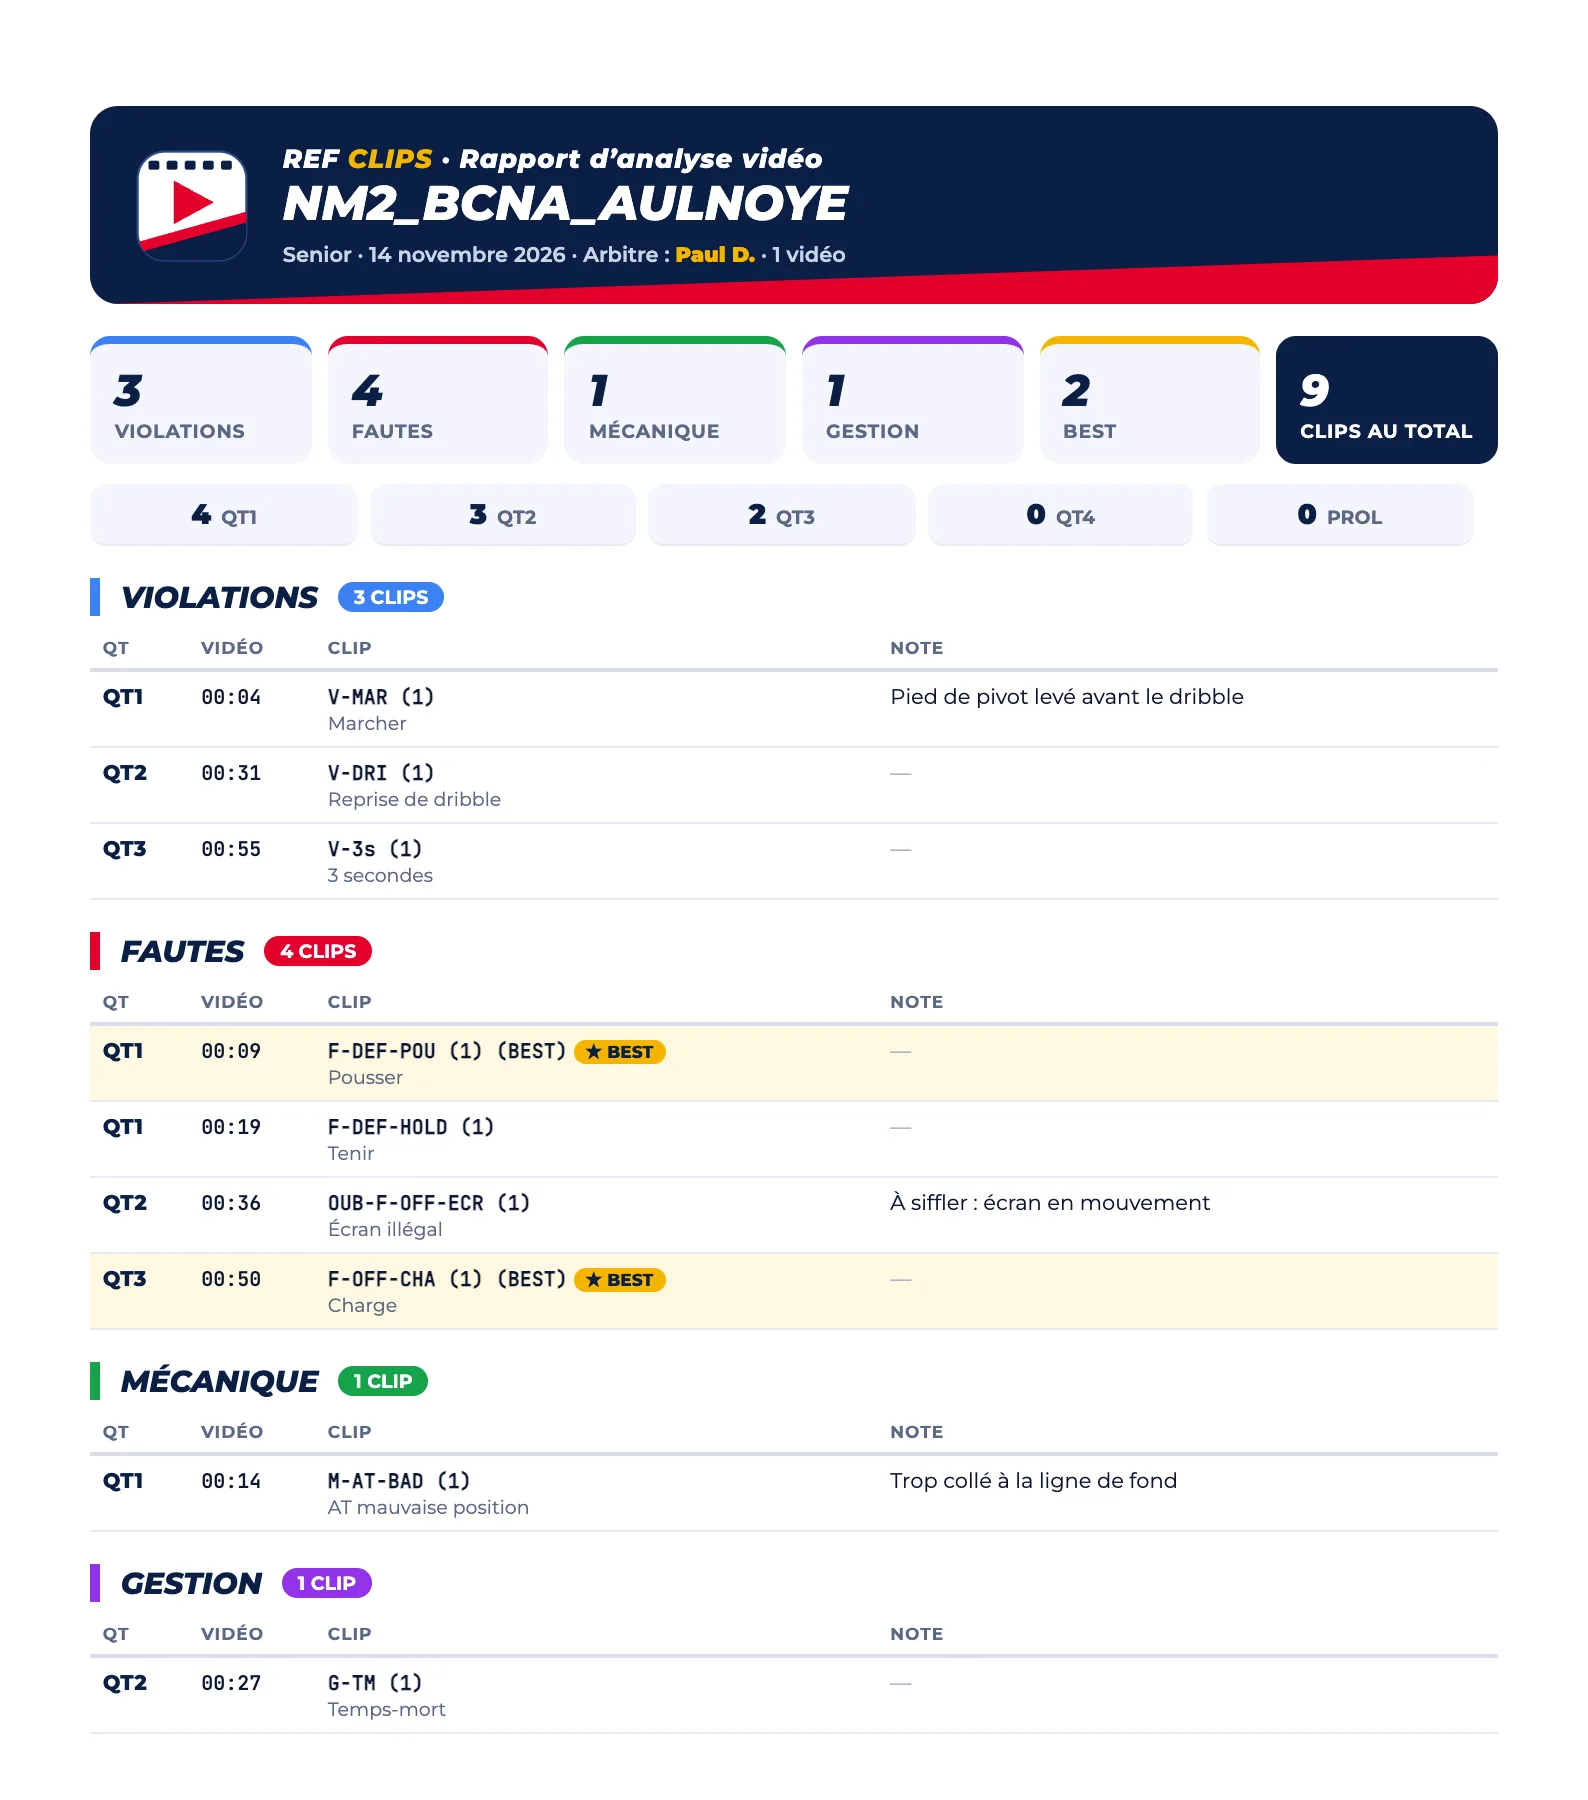 REF CLIPS · Rapport d’analyse vidéo
NM2_BCNA_AULNOYE
Senior · 14 novembre 2026 · Arbitre : Paul D. · 1 vidéo
3
VIOLATIONS
4
FAUTES
1
MÉCANIQUE
1
GESTION
2
BEST
9
CLIPS AU TOTAL
4 QT1
3 QT2
2 QT3
0 QT4
0 PROL
VIOLATIONS 3 CLIPS
QT VIDÉO CLIP NOTE
QT1 00:04 V-MAR (1) Pied de pivot levé avant le dribble
Marcher
QT2 00:31 V-DRI (1) —
Reprise de dribble
QT3 00:55 V-3s (1) —
3 secondes
FAUTES 4 CLIPS
QT VIDÉO CLIP NOTE
QT1 00:09 F-DEF-POU (1) (BEST) ★ BEST —
Pousser
QT1 00:19 F-DEF-HOLD (1) —
Tenir
QT2 00:36 OUB-F-OFF-ECR (1) À siffler : écran en mouvement
Écran illégal
QT3 00:50 F-OFF-CHA (1) (BEST) ★ BEST —
Charge
MÉCANIQUE 1 CLIP
QT VIDÉO CLIP NOTE
QT1 00:14 M-AT-BAD (1) Trop collé à la ligne de fond
AT mauvaise position
GESTION 1 CLIP
QT VIDÉO CLIP NOTE
QT2 00:27 G-TM (1) —
Temps-mort